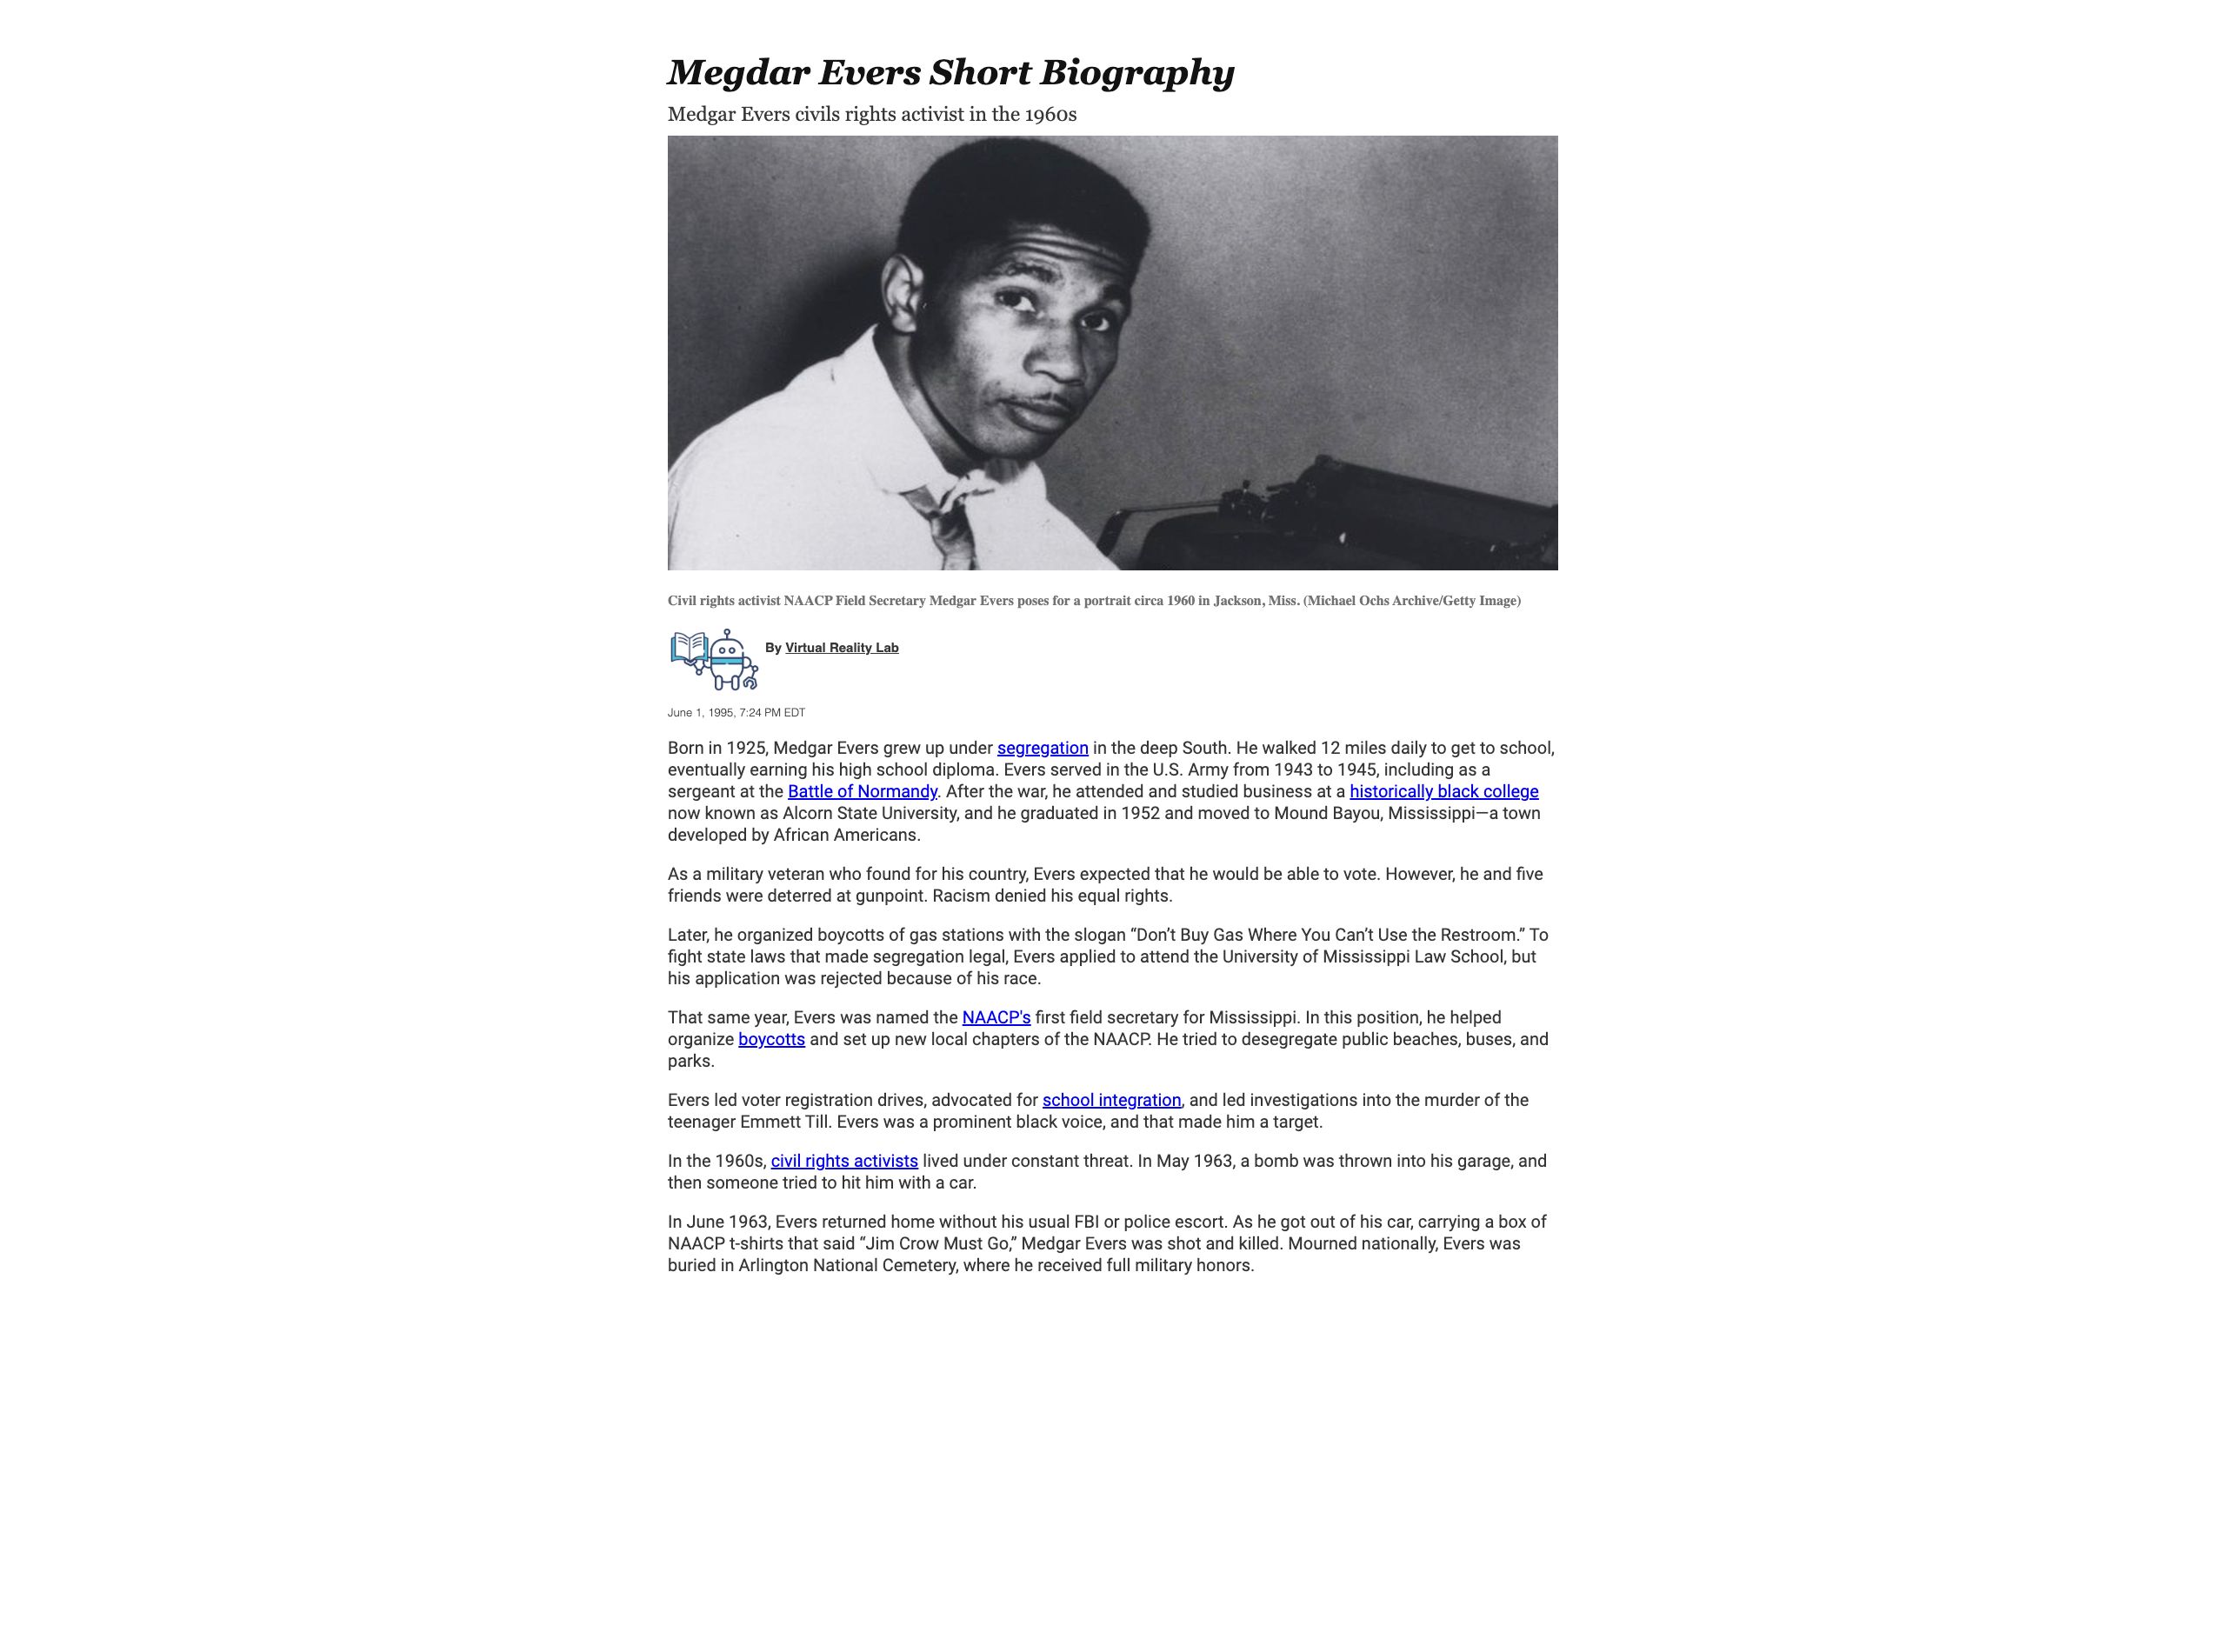 Megdar Evers Short Biography
Medgar Evers civils rights activist in the 1960s
Civil rights activist NAACP Field Secretary Medgar Evers poses for a portrait circa 1960 in Jackson, Miss. (Michael Ochs Archive/Getty Image)
By Virtual Reality Lab
June 1, 1995, 7:24 PM EDT
Born in 1925, Medgar Evers grew up under segregation in the deep South. He walked 12 miles daily to get to school,
eventually earning his high school diploma. Evers served in the U.S. Army from 1943 to 1945, including as a
sergeant at the Battle of Normandy. After the war, he attended and studied business at a historically black college
now known as Alcorn State University, and he graduated in 1952 and moved to Mound Bayou, Mississippi—a town
developed by African Americans.
As a military veteran who found for his country, Evers expected that he would be able to vote. However, he and five
friends were deterred at gunpoint. Racism denied his equal rights.
Later, he organized boycotts of gas stations with the slogan “Don’t Buy Gas Where You Can’t Use the Restroom.” To
fight state laws that made segregation legal, Evers applied to attend the University of Mississippi Law School, but
his application was rejected because of his race.
That same year, Evers was named the NAACP's first field secretary for Mississippi. In this position, he helped
organize boycotts and set up new local chapters of the NAACP. He tried to desegregate public beaches, buses, and
parks.
Evers led voter registration drives, advocated for school integration, and led investigations into the murder of the
teenager Emmett Till. Evers was a prominent black voice, and that made him a target.
In the 1960s, civil rights activists lived under constant threat. In May 1963, a bomb was thrown into his garage, and
then someone tried to hit him with a car.
In June 1963, Evers returned home without his usual FBI or police escort. As he got out of his car, carrying a box of
NAACP t-shirts that said “Jim Crow Must Go,” Medgar Evers was shot and killed. Mourned nationally, Evers was
buried in Arlington National Cemetery, where he received full military honors.